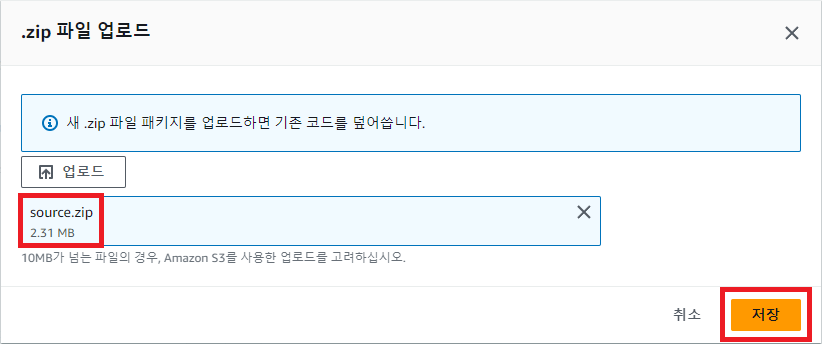 .zip 파일 업로드
새 .zip 파일 패키지를 업로드하면 기존 코드를 덮어씁니다.
업로드
source.zip
2.31 MB
10MB가 넘는 파일의 경우, Amazon S3를 사용한 업로드를 고려하십시오.
취소 저장